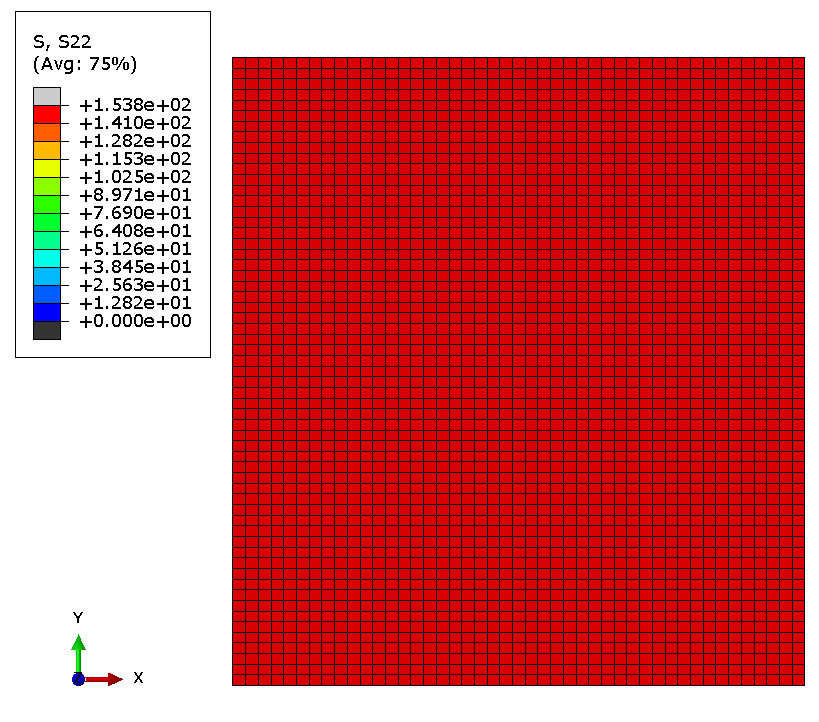 S, S22
(Avg: 75%)
+1.538e+02
+1.410e+02
+1.282e+02
+1.153e+02
+1.025e+02
+8.971e+01
+7.690e+01
+6.408e+01
+5.126e+01
+3.845e+01
+2.563e+01
+1.282e+01
+0.000e+00
Y
Z
X